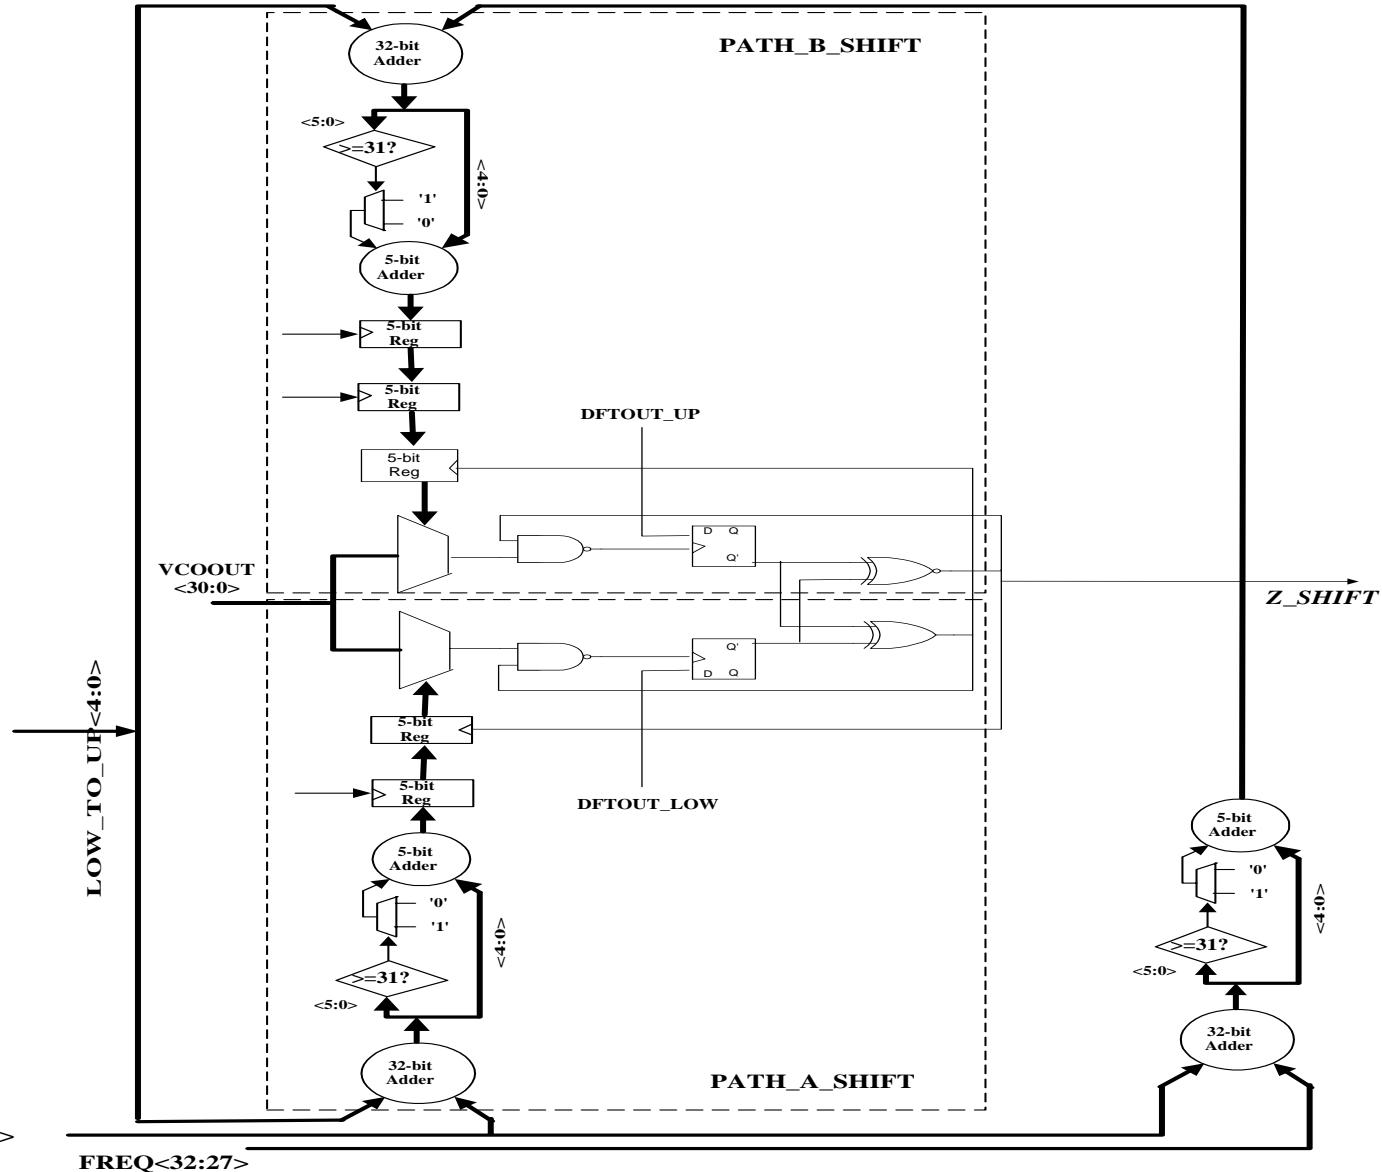 32-bit
Adder
PATH_B_SHIFT
<5:0>
>=31?
<4:0>
'1'
'0'
5-bit
Adder
5-bit
Reg
5-bit
Reg
DFTOUT_UP
5-bit
Reg
D Q
Q'
VCOOUT
<30:0>
Z_SHIFT
Q'
D Q
LOW_TO_UP<4:0>
5-bit
Reg
5-bit
Reg
DFTOUT_LOW
5-bit
Adder
'0'
'1'
<4:0>
>=31?
<5:0>
32-bit
Adder
PATH_A_SHIFT
5-bit
Adder
'0'
'1'
<4:0>
>=31?
<5:0>
32-bit
Adder
>
FREQ<32:27>